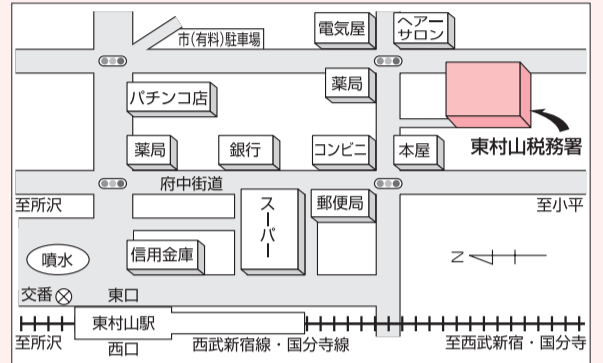 電気屋
ヘアー
サロン
市(有料)駐車場
薬局
パチンコ店
東村山税務署
薬局
銀行
コンビニ
本屋
府中街道
至所沢
スーパー
郵便局
至小平
噴水
信用金庫
N
交番
東口
東村山駅
至所沢
西口
西武新宿線・国分寺線
至西武新宿・国分寺